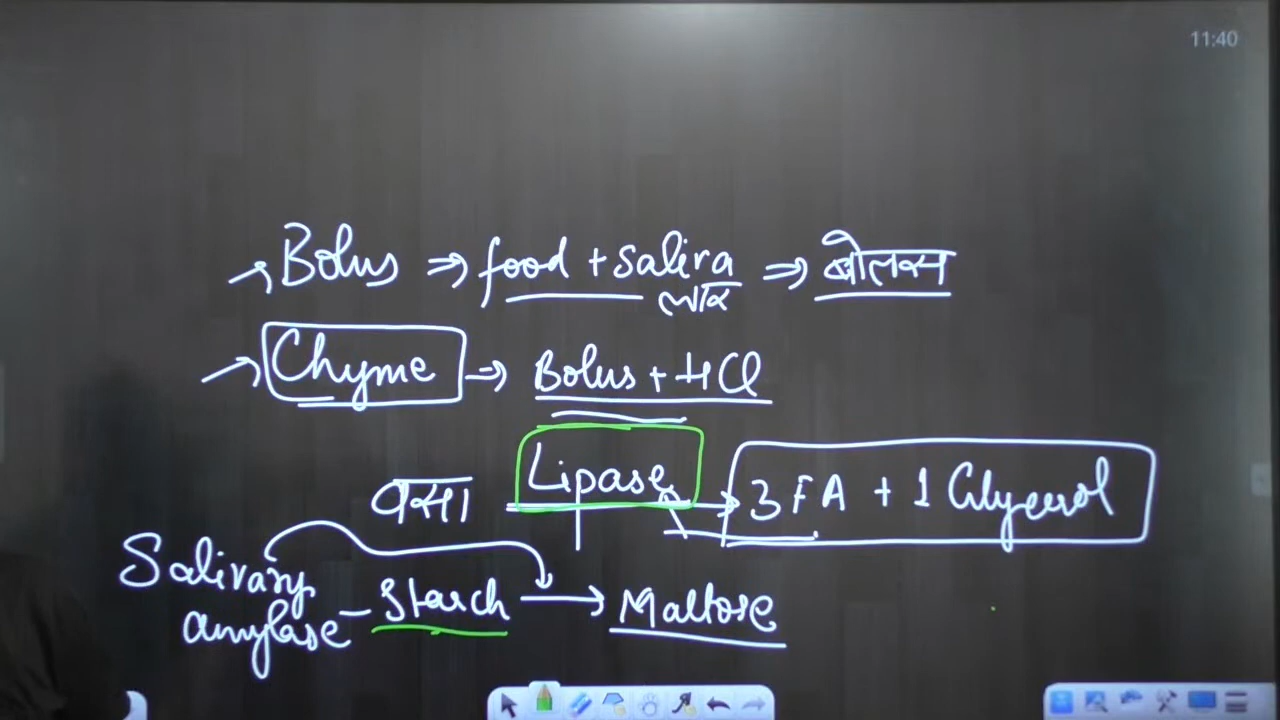 11:40
→ Bolus ⇒ food + saliva ⇒ बोलस
लार
→ Chyme ⇒ Bolus + HCl
वसा Lipase → 3 FA + 1 Glycerol
Salivary
amylase – Starch → Maltose